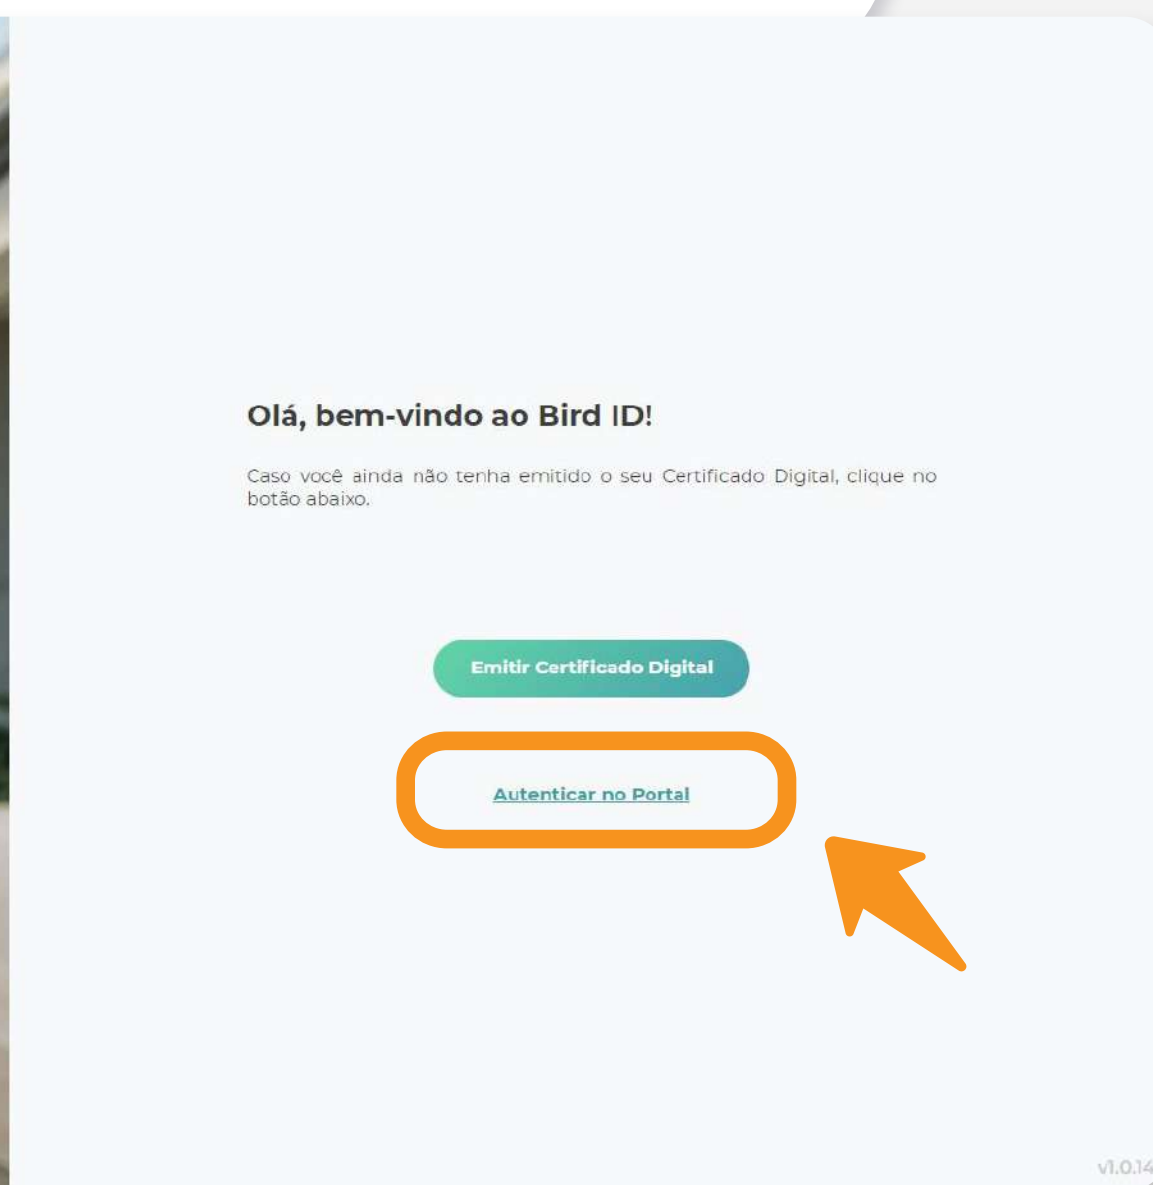 Olá, bem-vindo ao Bird ID!
Caso você ainda não tenha emitido o seu Certificado Digital, clique no
botão abaixo.
Emitir Certificado Digital
Autenticar no Portal
v1.0.14